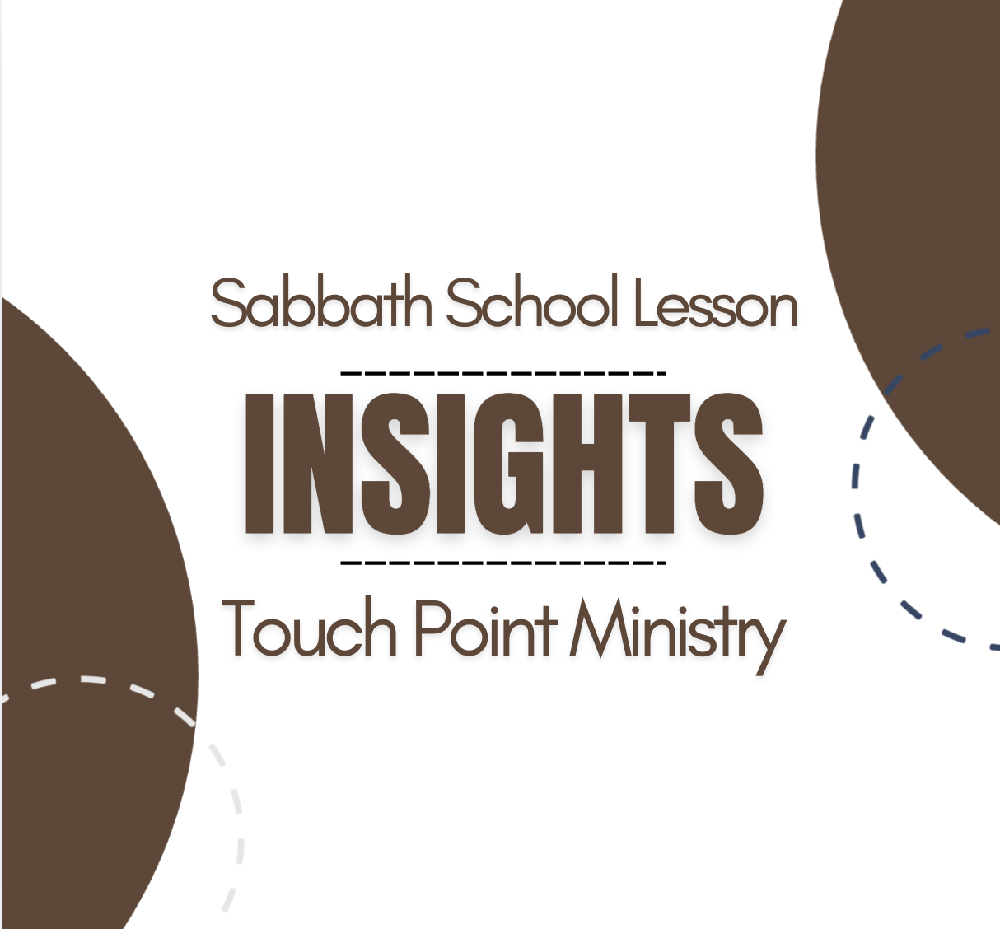 Sabbath School Lesson
INSIGHTS
Touch Point Ministry